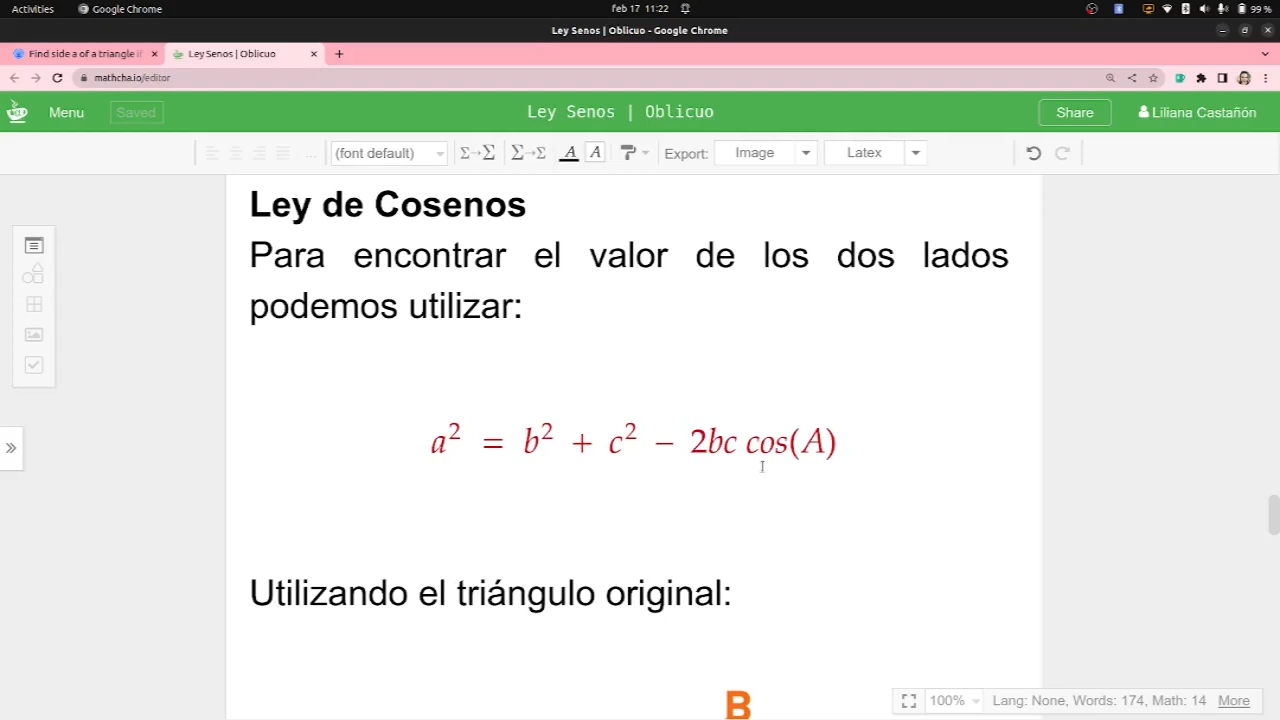 Activities Google Chrome feb 17 11:22 99 %
Ley Senos | Oblicuo - Google Chrome
Find side a of a triangle if Ley Senos | Oblicuo
mathcha.io/editor
Menu Saved Ley Senos | Oblicuo Share Liliana Castañón
... (font default) Σ→Σ Σ→Σ A A Export: Image Latex
Ley de Cosenos
Para encontrar el valor de los dos lados
podemos utilizar:
a² = b² + c² − 2bc cos(A)
Utilizando el triángulo original:
B
100% Lang: None, Words: 174, Math: 14 More